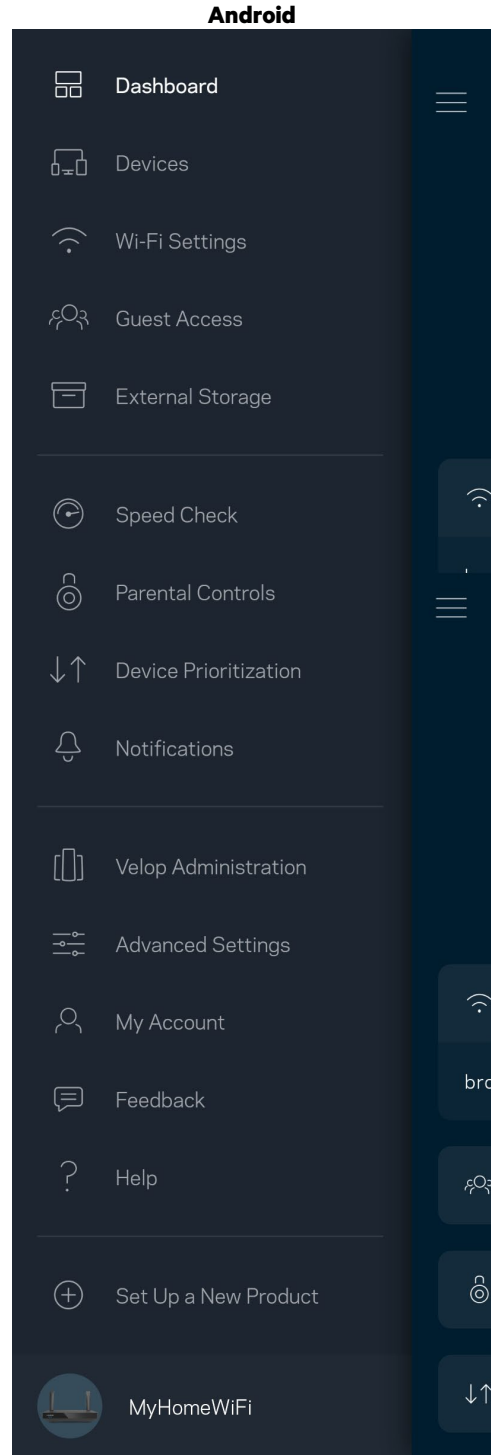 Android
Dashboard
Devices
Wi-Fi Settings
Guest Access
External Storage
Speed Check
Parental Controls
Device Prioritization
Notifications
Velop Administration
Advanced Settings
My Account
bro
Feedback
Help
Set Up a New Product
MyHomeWiFi